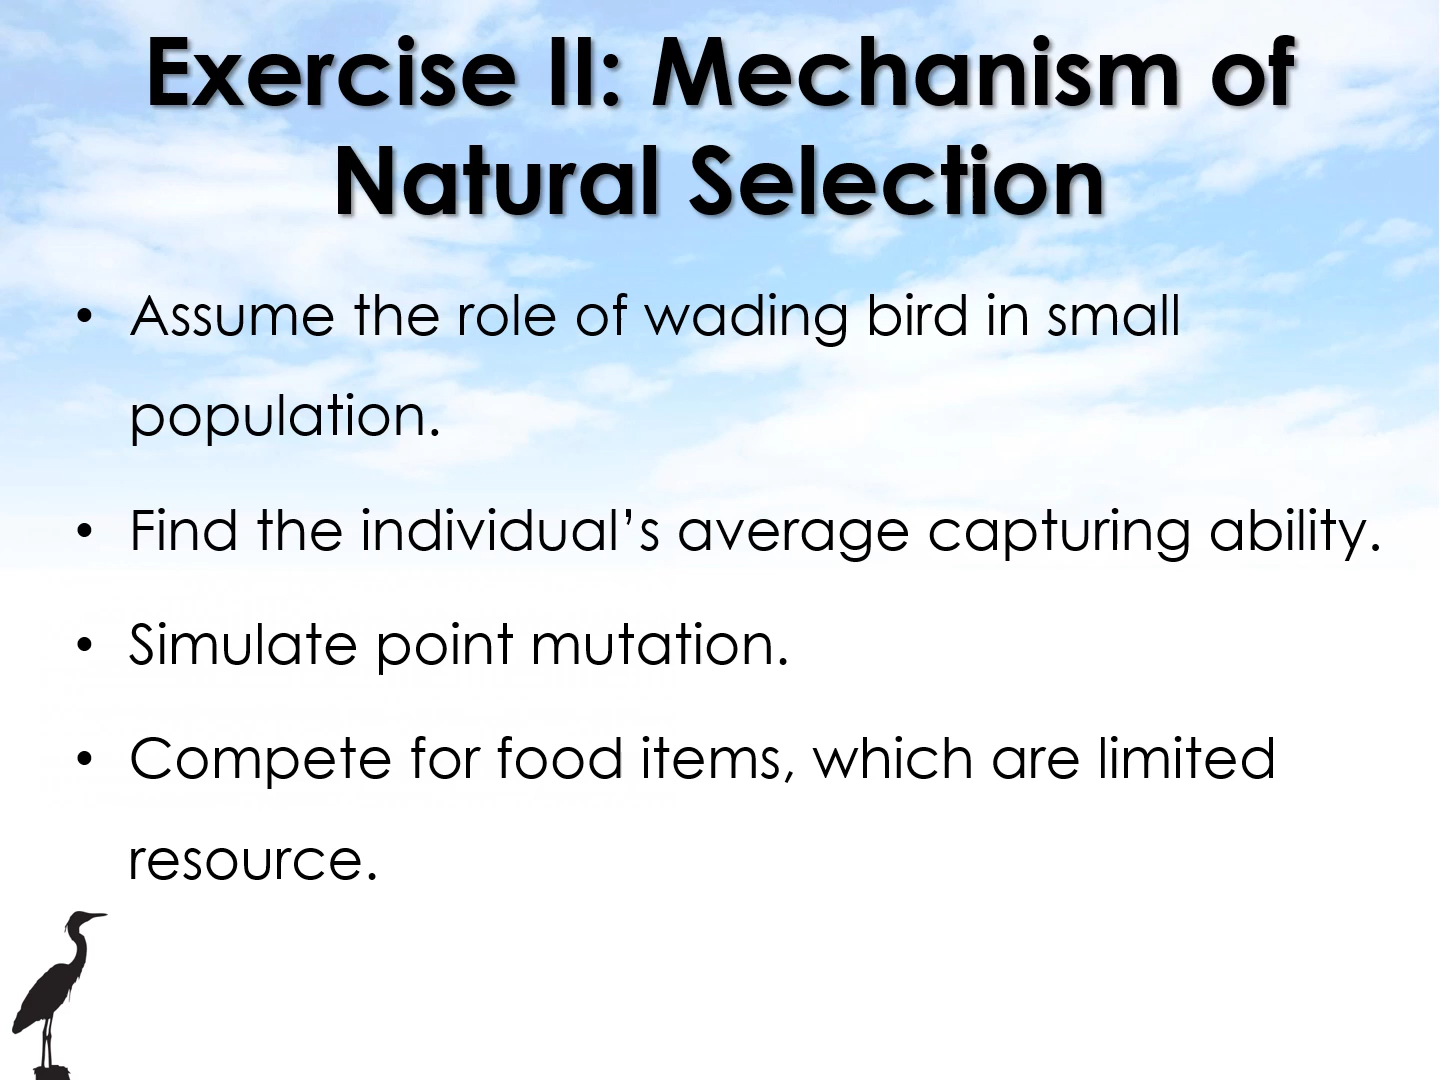 Exercise II: Mechanism of
Natural Selection
• Assume the role of wading bird in small
population.
• Find the individual’s average capturing ability.
• Simulate point mutation.
• Compete for food items, which are limited
resource.